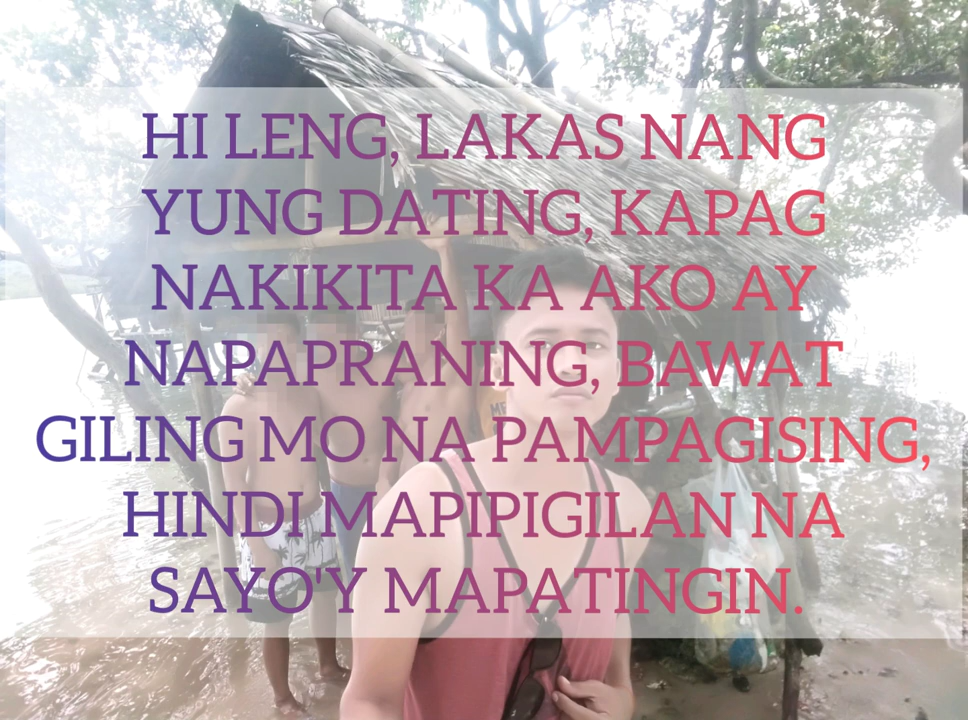 HI LENG, LAKAS NANG
YUNG DATING, KAPAG
NAKIKITA KA AKO AY
NAPAPRANING, BAWAT
GILING MO NA PAMPAGISING,
HINDI MAPIPIGILAN NA
SAYO'Y MAPATINGIN.